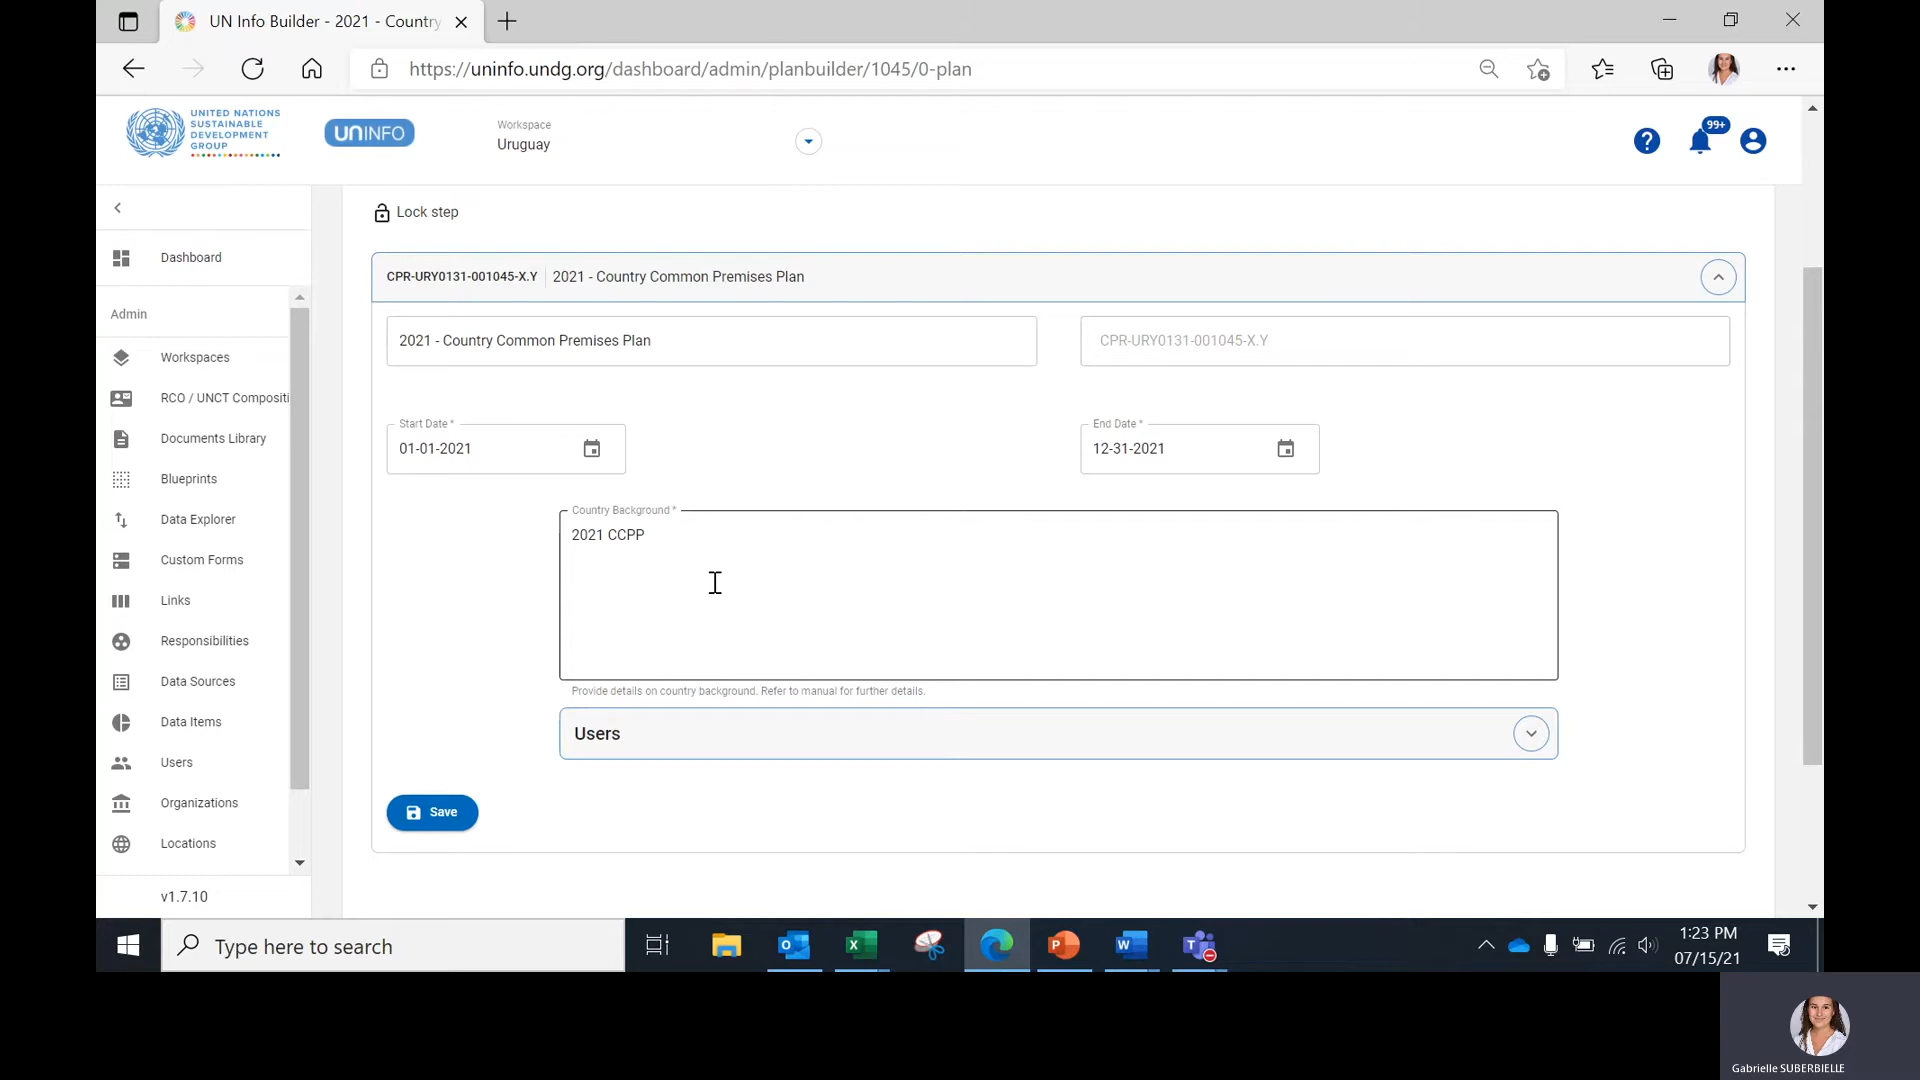 UN Info Builder - 2021 - Country
https://uninfo.undg.org/dashboard/admin/planbuilder/1045/0-plan
UNITED NATIONS
SUSTAINABLE
DEVELOPMENT
GROUP
UNINFO
Workspace
Uruguay
99+
Lock step
Dashboard
CPR-URY0131-001045-X.Y 2021 - Country Common Premises Plan
Admin
2021 - Country Common Premises Plan
CPR-URY0131-001045-X.Y
Workspaces
RCO / UNCT Compositi
Documents Library
Blueprints
Data Explorer
Custom Forms
Links
Responsibilities
Data Sources
Data Items
Users
Organizations
Locations
v1.7.10
Start Date *
01-01-2021
End Date *
12-31-2021
Country Background *
2021 CCPP
Provide details on country background. Refer to manual for further details.
Users
Save
Type here to search
1:23 PM
07/15/21
Gabrielle SUBERBIELLE